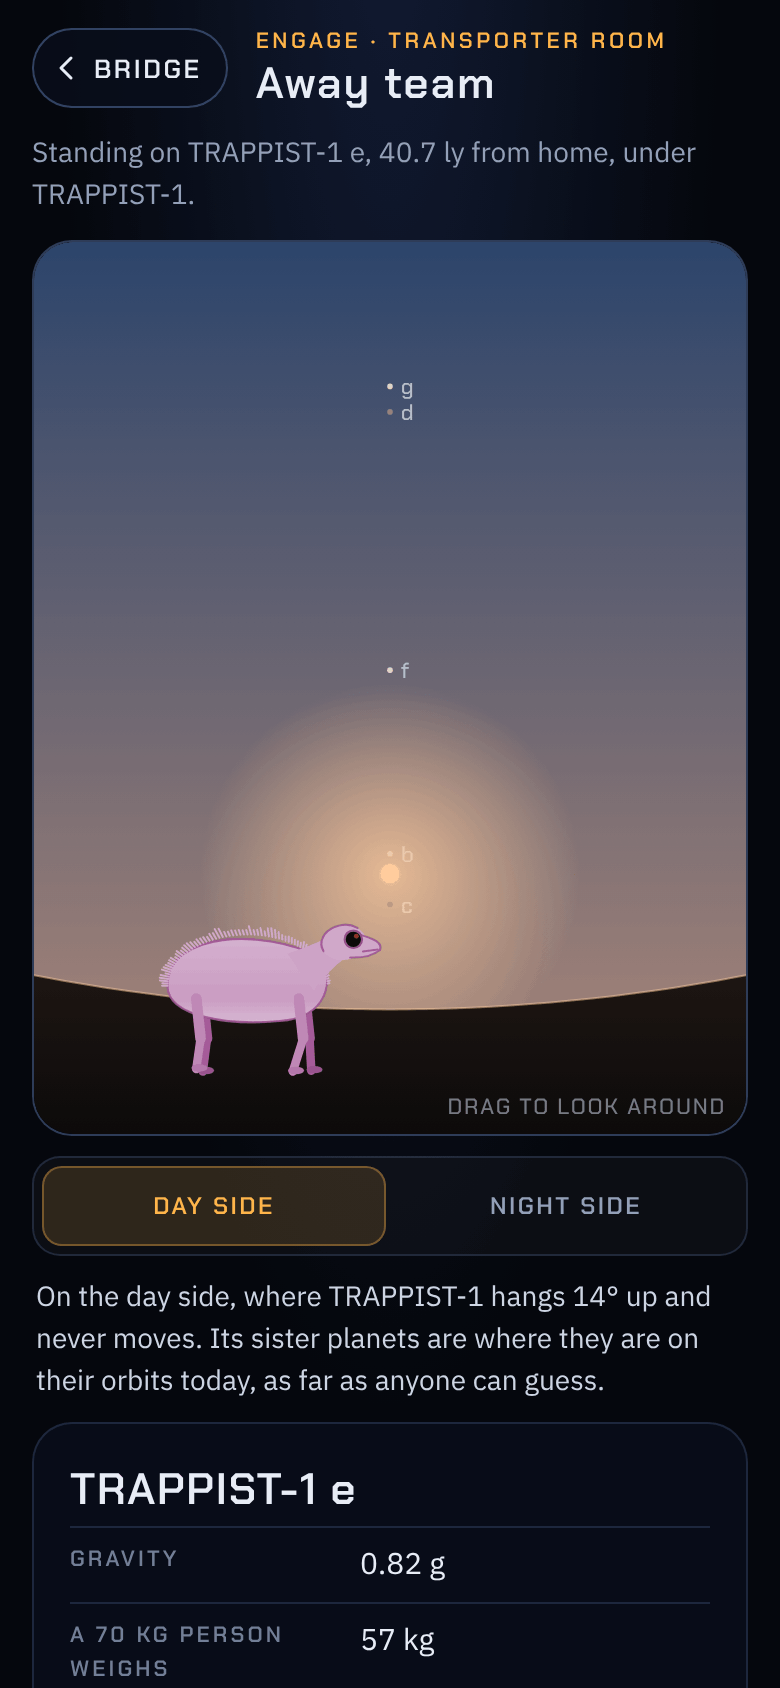 BRIDGE
ENGAGE · TRANSPORTER ROOM
Away team
Standing on TRAPPIST-1 e, 40.7 ly from home, under
TRAPPIST-1.
g
d
f
b
c
DRAG TO LOOK AROUND
DAY SIDE
NIGHT SIDE
On the day side, where TRAPPIST-1 hangs 14° up and
never moves. Its sister planets are where they are on
their orbits today, as far as anyone can guess.
TRAPPIST-1 e
GRAVITY
0.82 g
A 70 KG PERSON
WEIGHS
57 kg